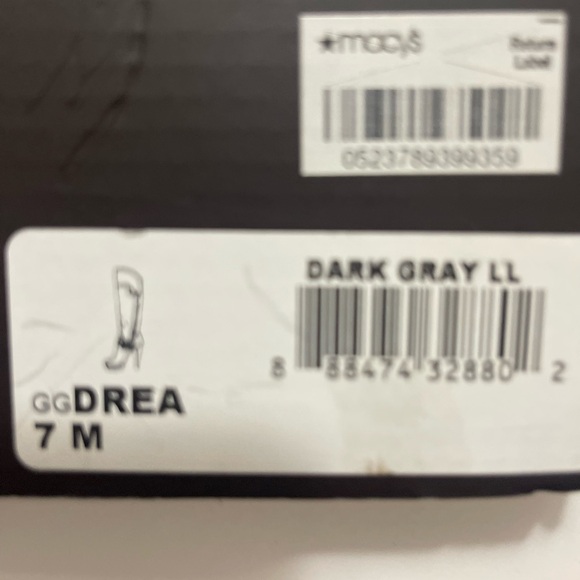 ★macy's
Return
Label
0523789399359
DARK GRAY LL
8 88474 32880 2
GGDREA
7 M